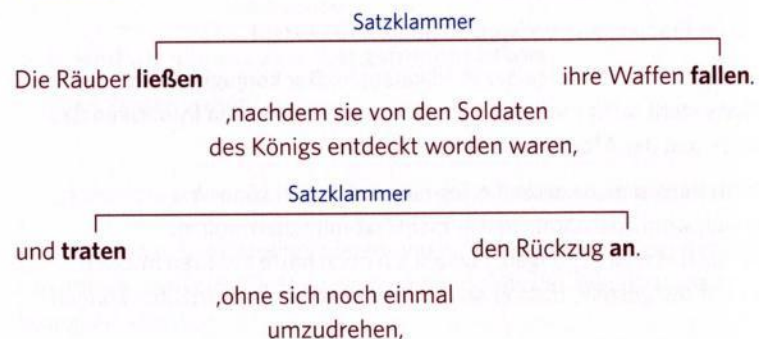 Satzklammer
Die Räuber ließen ihre Waffen fallen.
,nachdem sie von den Soldaten
des Königs entdeckt worden waren,
Satzklammer
und traten den Rückzug an.
,ohne sich noch einmal
umzudrehen,